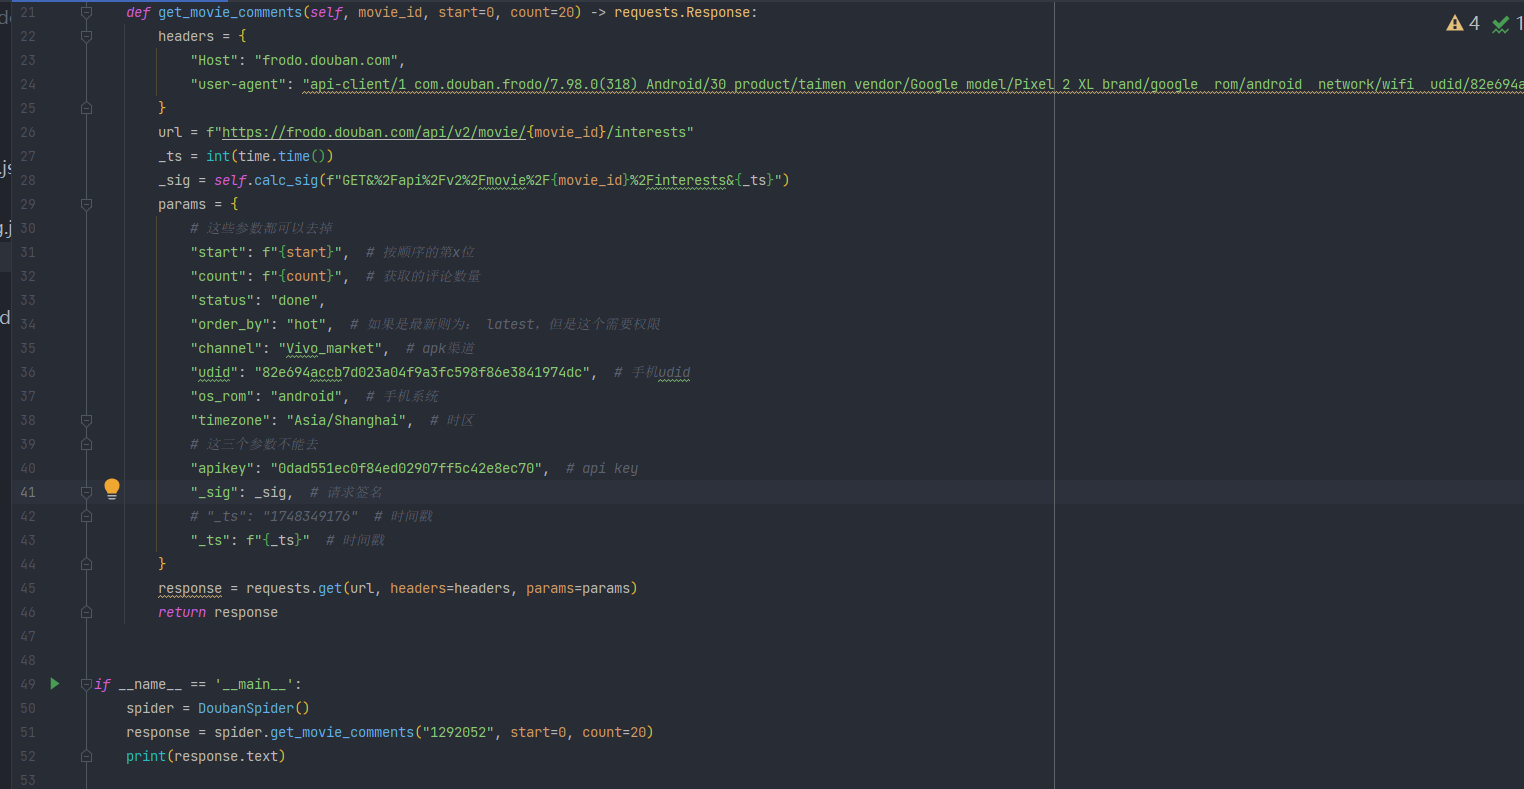 21 def get_movie_comments(self, movie_id, start=0, count=20) -> requests.Response:
4 1
22 headers = {
23 "Host": "frodo.douban.com",
24 "user-agent": "api-client/1 com.douban.frodo/7.98.0(318) Android/30 product/taimen vendor/Google model/Pixel 2 XL brand/google  rom/android  network/wifi  udid/82e694a
25 }
26 url = f"https://frodo.douban.com/api/v2/movie/{movie_id}/interests"
27 _ts = int(time.time())
28 _sig = self.calc_sig(f"GET&%2Fapi%2Fv2%2Fmovie%2F{movie_id}%2Finterests&{_ts}")
29 params = {
30 # 这些参数都可以去掉
31 "start": f"{start}",  # 按顺序的第x位
32 "count": f"{count}",  # 获取的评论数量
33 "status": "done",
34 "order_by": "hot",  # 如果是最新则为： latest，但是这个需要权限
35 "channel": "Vivo_market",  # apk渠道
36 "udid": "82e694accb7d023a04f9a3fc598f86e3841974dc",  # 手机udid
37 "os_rom": "android",  # 手机系统
38 "timezone": "Asia/Shanghai",  # 时区
39 # 这三个参数不能去
40 "apikey": "0dad551ec0f84ed02907ff5c42e8ec70",  # api key
41 "_sig": _sig,  # 请求签名
42 # "_ts": "1748349176"  # 时间戳
43 "_ts": f"{_ts}"  # 时间戳
44 }
45 response = requests.get(url, headers=headers, params=params)
46 return response
47
48
49 if __name__ == '__main__':
50 spider = DoubanSpider()
51 response = spider.get_movie_comments("1292052", start=0, count=20)
52 print(response.text)
53